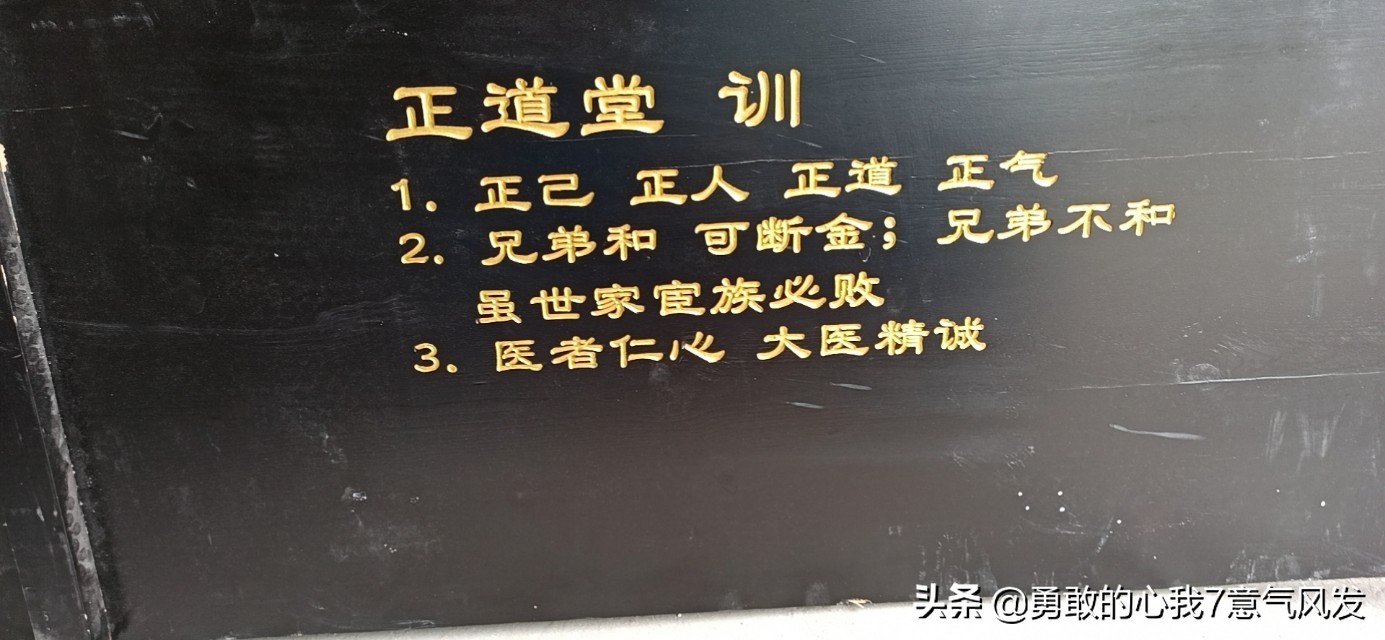 正道堂 训
1. 正己 正人 正道 正气
2. 兄弟和 可断金；兄弟不和
虽世家宦族必败
3. 医者仁心 大医精诚
头条 @勇敢的心我7意气风发